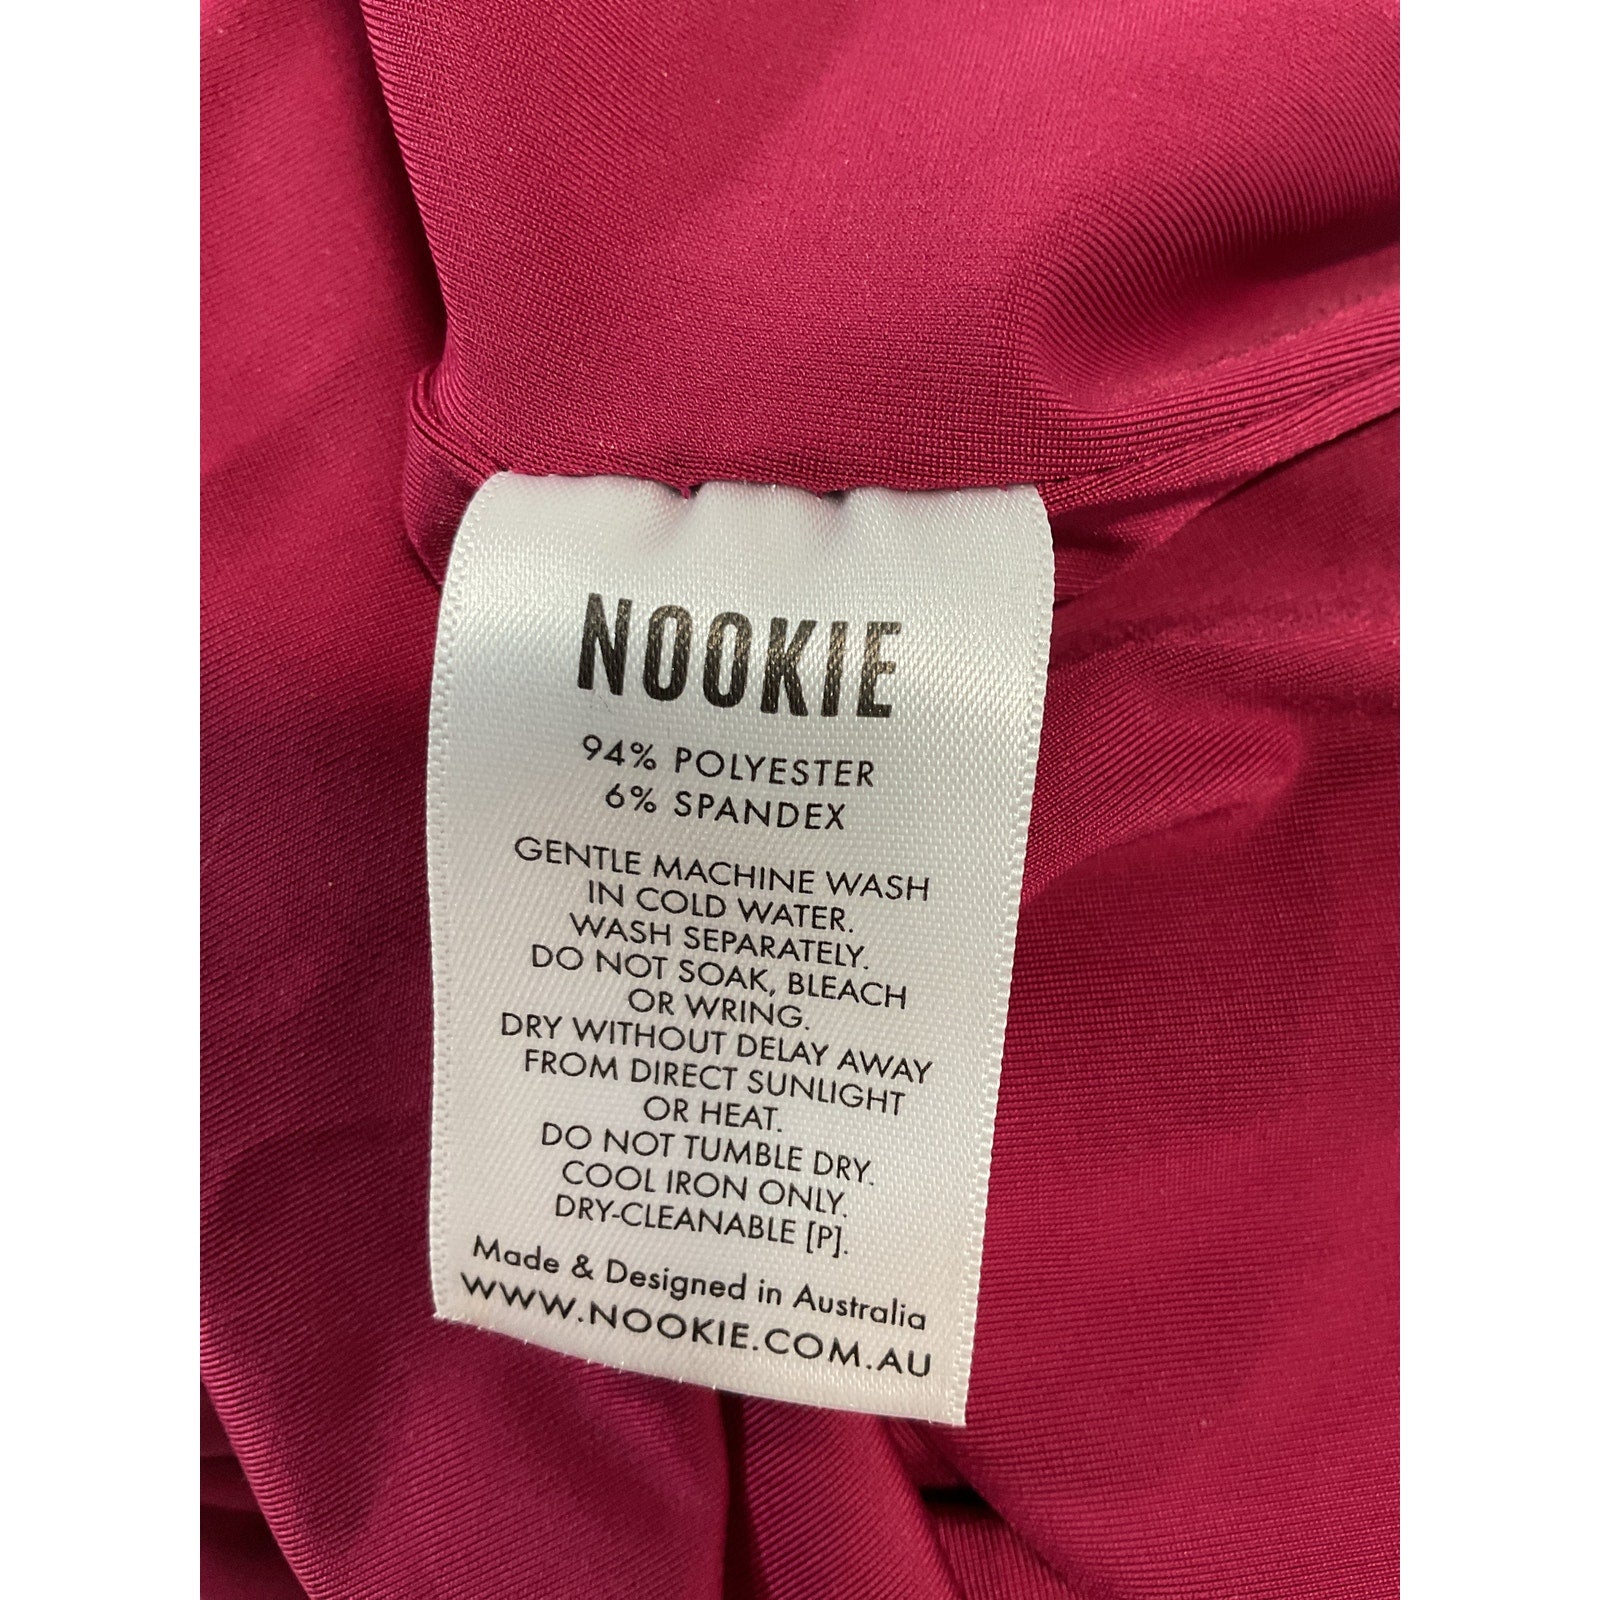 NOOKIE
94% POLYESTER
6% SPANDEX
GENTLE MACHINE WASH
IN COLD WATER.
WASH SEPARATELY.
DO NOT SOAK, BLEACH
OR WRING.
DRY WITHOUT DELAY AWAY
FROM DIRECT SUNLIGHT
OR HEAT.
DO NOT TUMBLE DRY.
COOL IRON ONLY.
DRY-CLEANABLE [P].
Made & Designed in Australia
WWW.NOOKIE.COM.AU